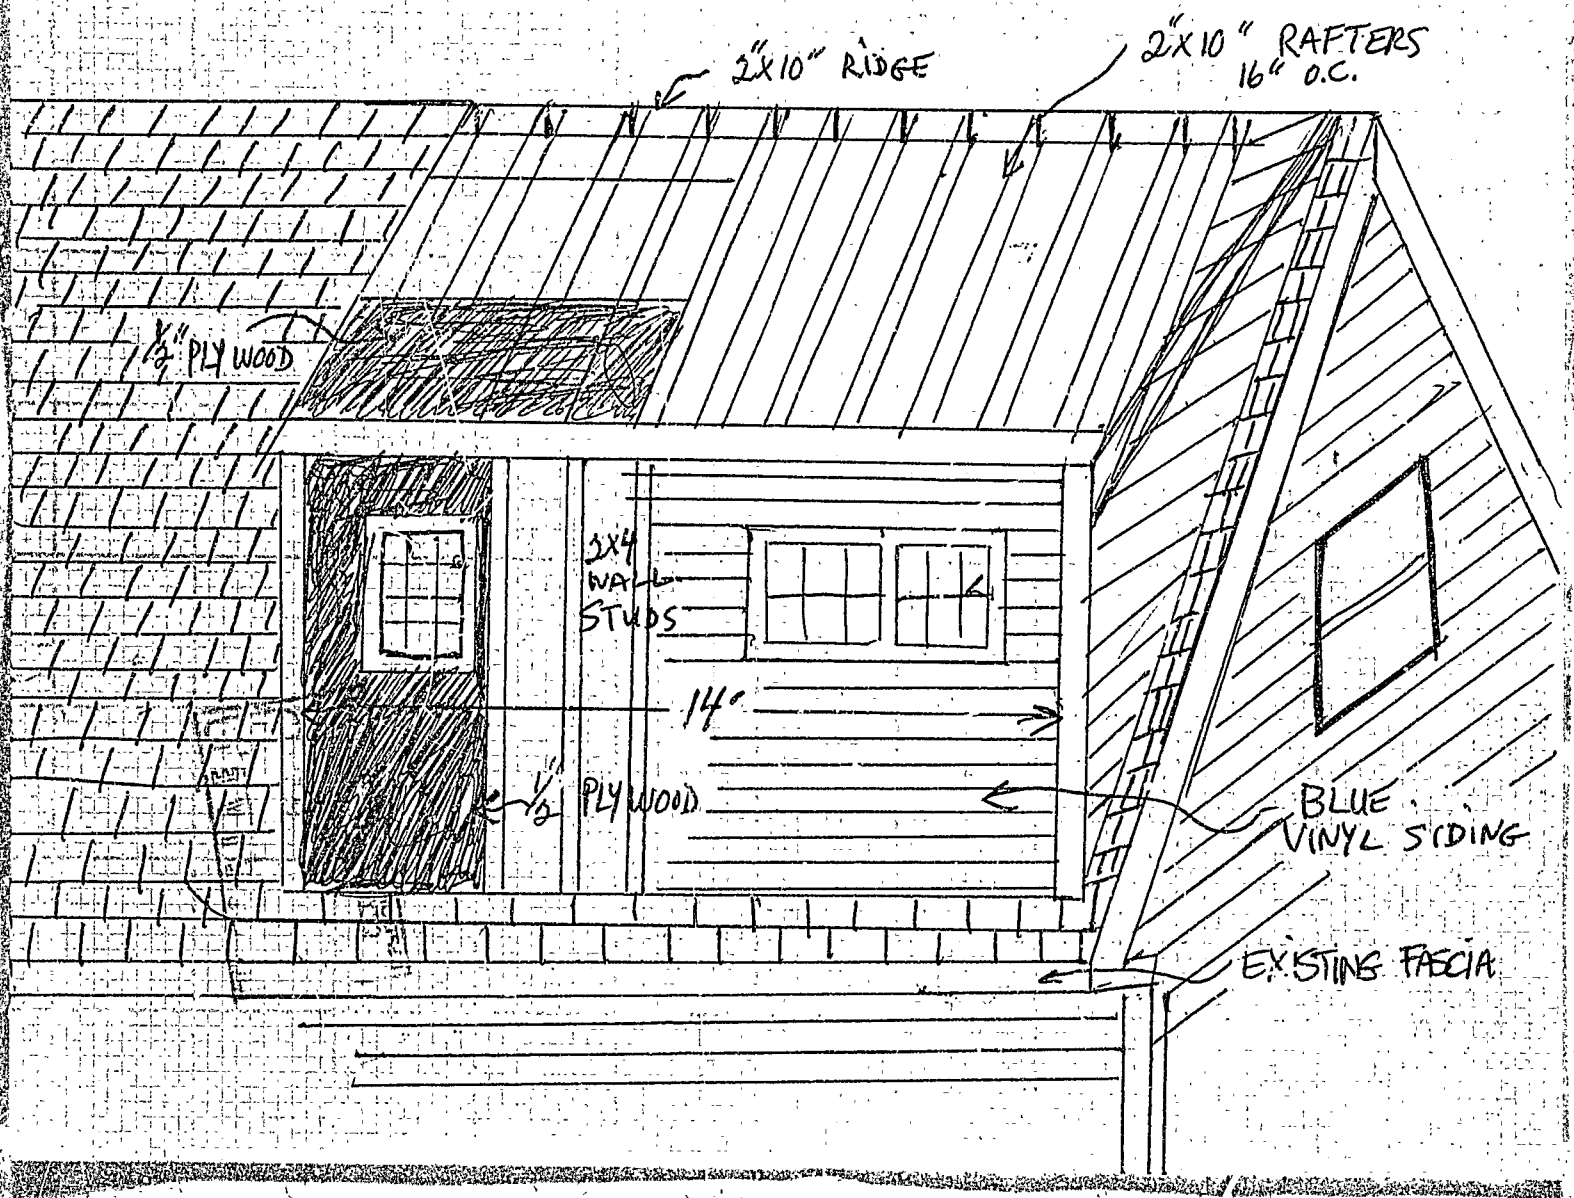 2"X10" RIDGE
2"X10" RAFTERS
16" O.C.
1/2" PLYWOOD
2X4
WALL
STUDS
14°
1/2" PLYWOOD
BLUE
VINYL SIDING
EXISTING FASCIA